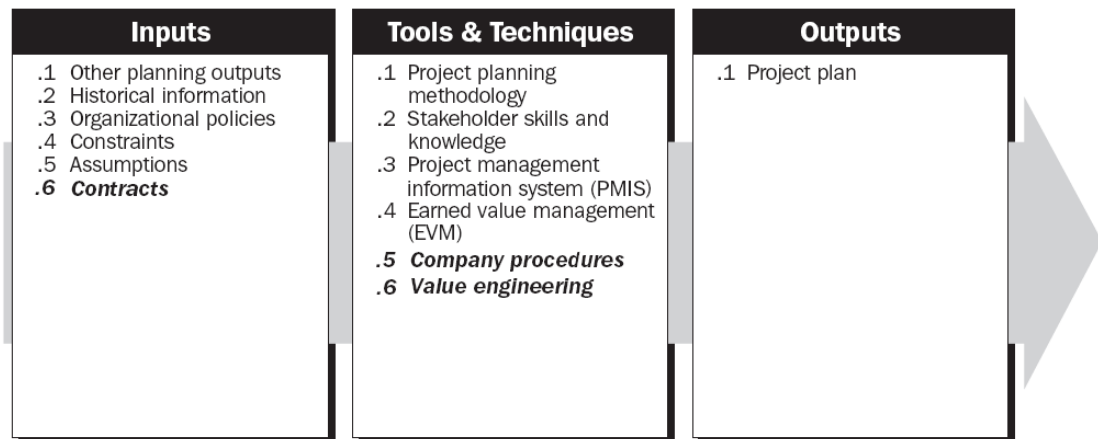 Inputs
.1 Other planning outputs
.2 Historical information
.3 Organizational policies
.4 Constraints
.5 Assumptions
.6 Contracts
Tools & Techniques
.1 Project planning
methodology
.2 Stakeholder skills and
knowledge
.3 Project management
information system (PMIS)
.4 Earned value management
(EVM)
.5 Company procedures
.6 Value engineering
Outputs
.1 Project plan